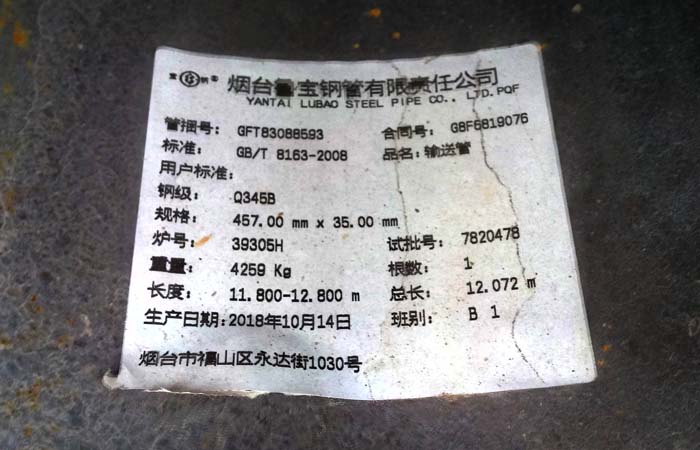 烟台鲁宝钢管有限责任公司
YANTAI LUBAO STEEL PIPE CO., LTD.PQF
管捆号: GFT83088593 合同号: G8F6819076
标准: GB/T 8163-2008 品名: 输送管
用户标准:
钢级: Q345B
规格: 457.00 mm x 35.00 mm
炉号: 39305H 试批号: 7820478
重量: 4259 Kg 根数: 1
长度: 11.800-12.800 m 总长: 12.072 m
生产日期: 2018年10月14日 班别: B 1
烟台市福山区永达街1030号